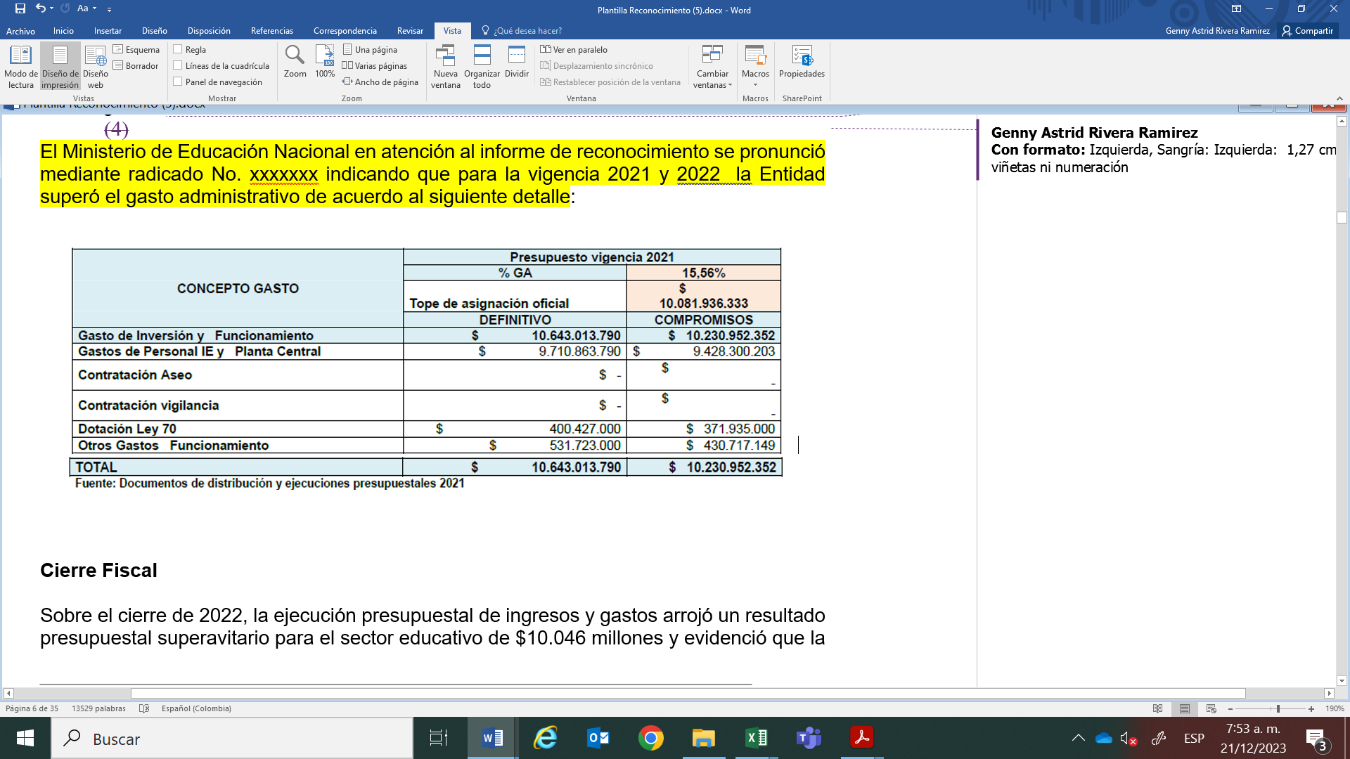 Aa
Plantilla Reconocimiento (5).docx - Word
Archivo Inicio Insertar Diseño Disposición Referencias Correspondencia Revisar Vista ¿Qué desea hacer? Genny Astrid Rivera Ramirez Compartir
Modo de lectura
Diseño de impresión
Diseño web
Esquema
Borrador
Vistas
Regla
Líneas de la cuadrícula
Panel de navegación
Mostrar
Zoom
100%
Una página
Varias páginas
Ancho de página
Zoom
Nueva ventana
Organizar todo
Dividir
Ver en paralelo
Desplazamiento sincrónico
Restablecer posición de la ventana
Ventana
Cambiar ventanas
Macros
Macros
Propiedades
SharePoint
Plantilla Reconocimiento (5).docx
(4)
El Ministerio de Educación Nacional en atención al informe de reconocimiento se pronunció
mediante radicado No. xxxxxxx indicando que para la vigencia 2021 y 2022 la Entidad
superó el gasto administrativo de acuerdo al siguiente detalle:
Genny Astrid Rivera Ramirez
Con formato: Izquierda, Sangría: Izquierda: 1,27 cm
viñetas ni numeración
CONCEPTO GASTO
Presupuesto vigencia 2021
% GA 15,56%
Tope de asignación oficial $ 10.081.936.333
DEFINITIVO COMPROMISOS
Gasto de Inversión y Funcionamiento $ 10.643.013.790 $ 10.230.952.352
Gastos de Personal IE y Planta Central $ 9.710.863.790 $ 9.428.300.203
Contratación Aseo $ - $ -
Contratación vigilancia $ - $ -
Dotación Ley 70 $ 400.427.000 $ 371.935.000
Otros Gastos Funcionamiento $ 531.723.000 $ 430.717.149
TOTAL $ 10.643.013.790 $ 10.230.952.352
Fuente: Documentos de distribución y ejecuciones presupuestales 2021
Cierre Fiscal
Sobre el cierre de 2022, la ejecución presupuestal de ingresos y gastos arrojó un resultado
presupuestal superavitario para el sector educativo de $10.046 millones y evidenció que la
Página 6 de 35 13529 palabras Español (Colombia) 190%
Buscar
ESP
7:53 a. m.
21/12/2023
3